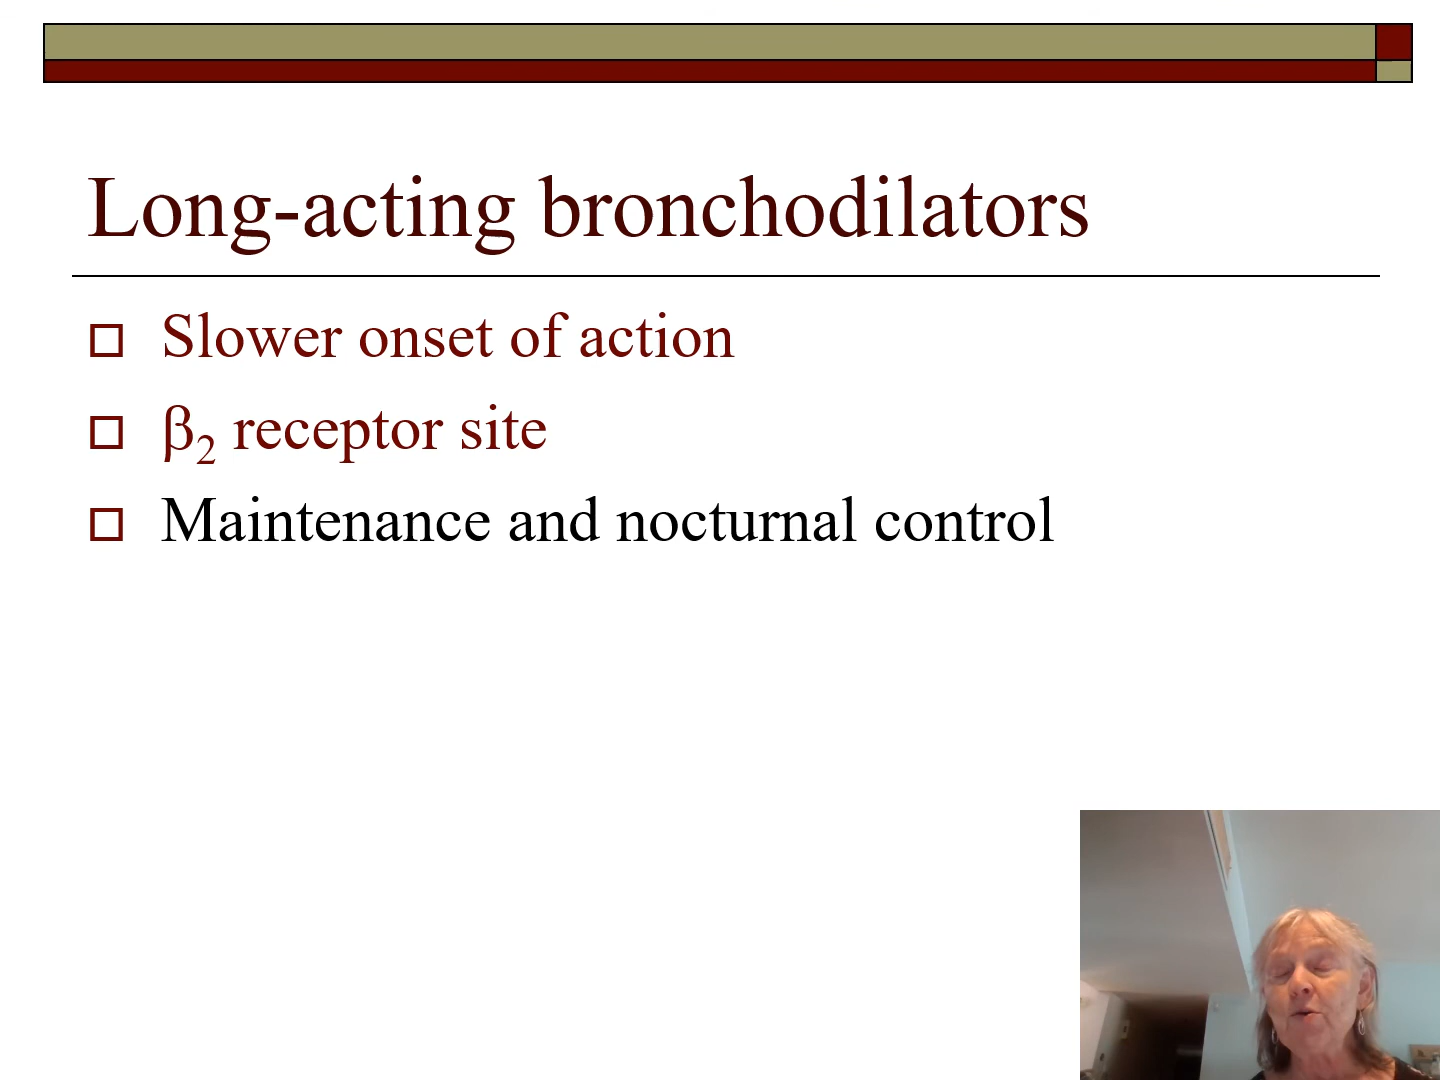 Long-acting bronchodilators
Slower onset of action
β₂ receptor site
Maintenance and nocturnal control